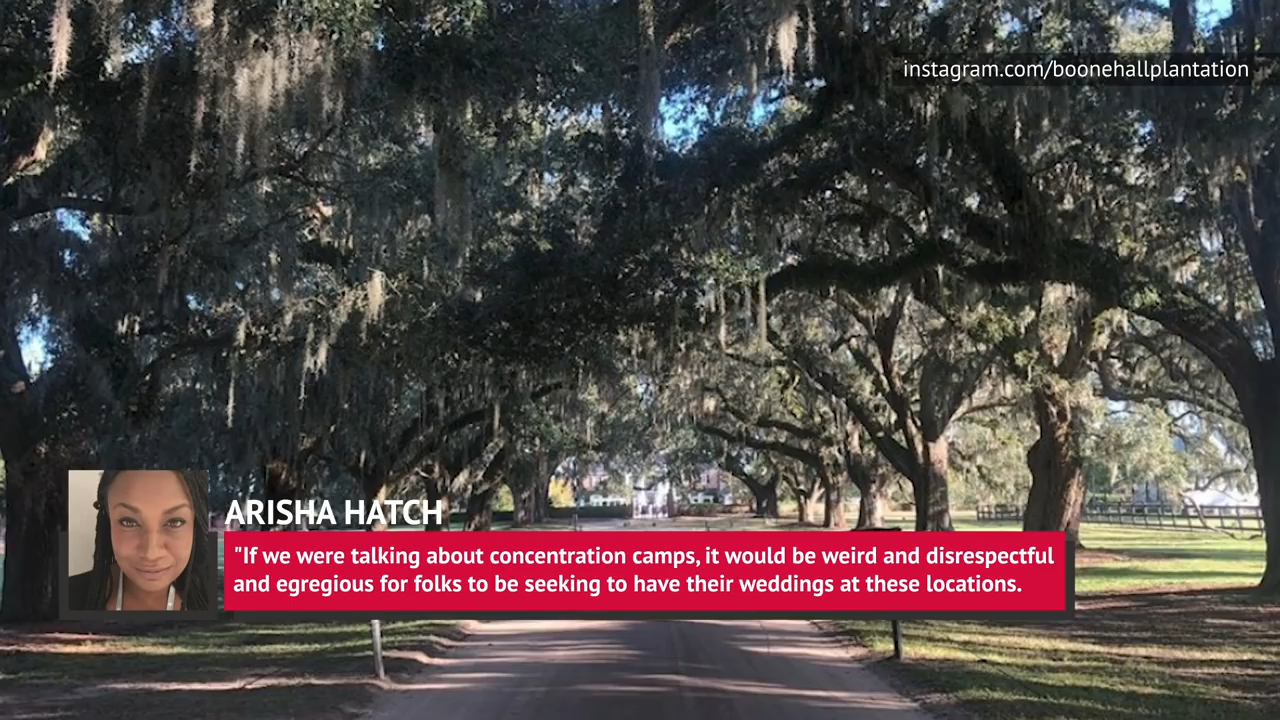 instagram.com/boonehallplantation
ARISHA HATCH
"If we were talking about concentration camps, it would be weird and disrespectful
and egregious for folks to be seeking to have their weddings at these locations.